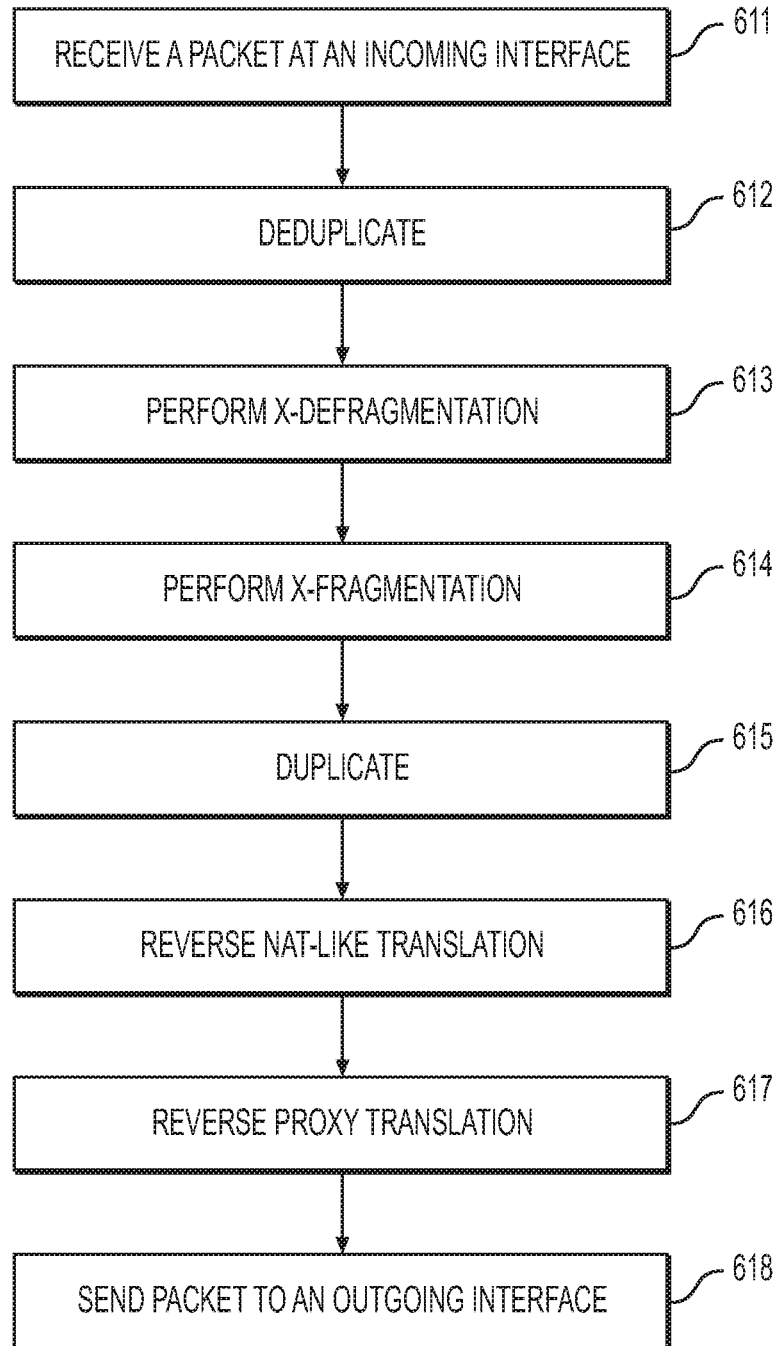 RECEIVE A PACKET AT AN INCOMING INTERFACE
611
DEDUPLICATE
612
PERFORM X-DEFRAGMENTATION
613
PERFORM X-FRAGMENTATION
614
DUPLICATE
615
REVERSE NAT-LIKE TRANSLATION
616
REVERSE PROXY TRANSLATION
617
SEND PACKET TO AN OUTGOING INTERFACE
618